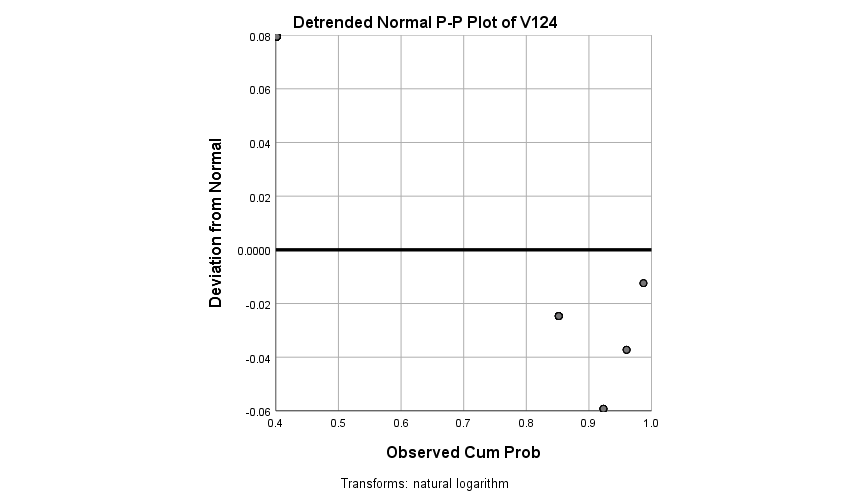 Detrended Normal P-P Plot of V124
Deviation from Normal
0.08
0.06
0.04
0.02
0.0000
-0.02
-0.04
-0.06
0.4 0.5 0.6 0.7 0.8 0.9 1.0
Observed Cum Prob
Transforms: natural logarithm